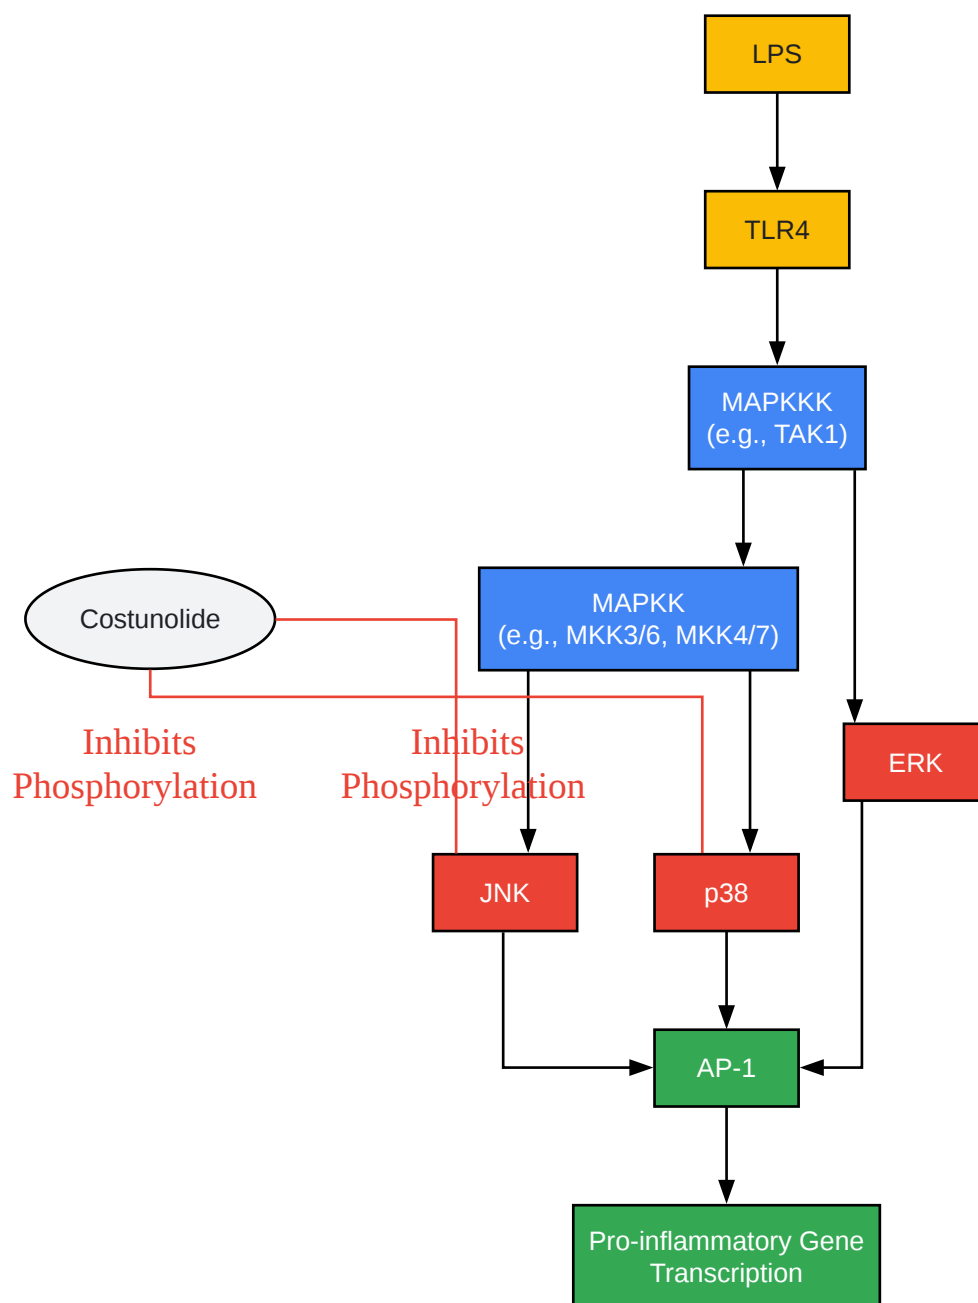 LPS
TLR4
MAPKKK
(e.g., TAK1)
MAPKK
(e.g., MKK3/6, MKK4/7)
Costunolide
Inhibits
Phosphorylation
Inhibits
Phosphorylation
ERK
JNK
p38
AP-1
Pro-inflammatory Gene
Transcription